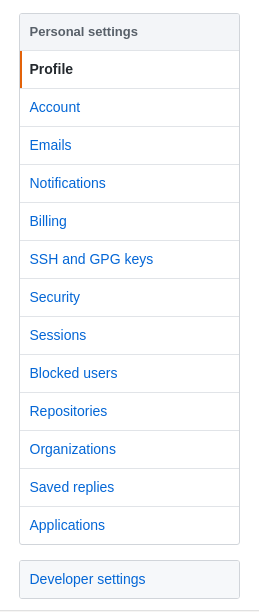 Personal settings
Profile
Account
Emails
Notifications
Billing
SSH and GPG keys
Security
Sessions
Blocked users
Repositories
Organizations
Saved replies
Applications
Developer settings